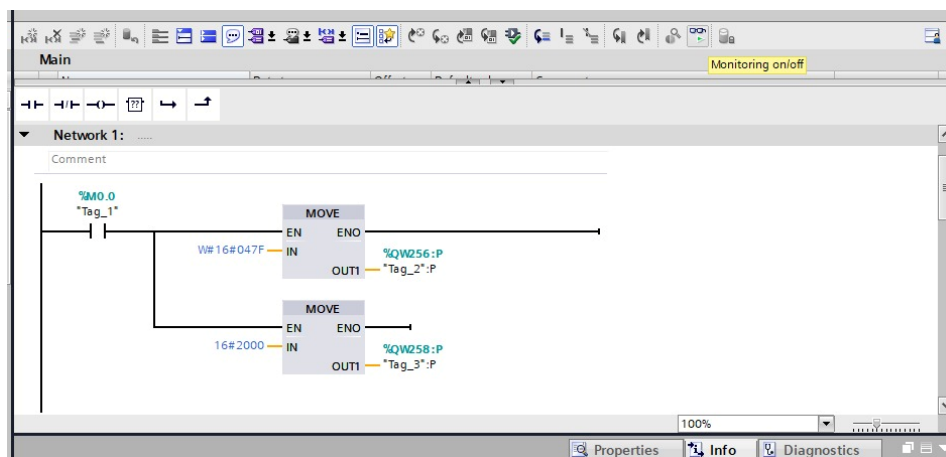 Main
Monitoring on/off
??
Network 1: .....
Comment
%M0.0
"Tag_1"
MOVE
EN ENO
W#16#047F IN
%QW256:P
OUT1 "Tag_2":P
MOVE
EN ENO
16#2000 IN
%QW258:P
OUT1 "Tag_3":P
100%
Properties Info Diagnostics